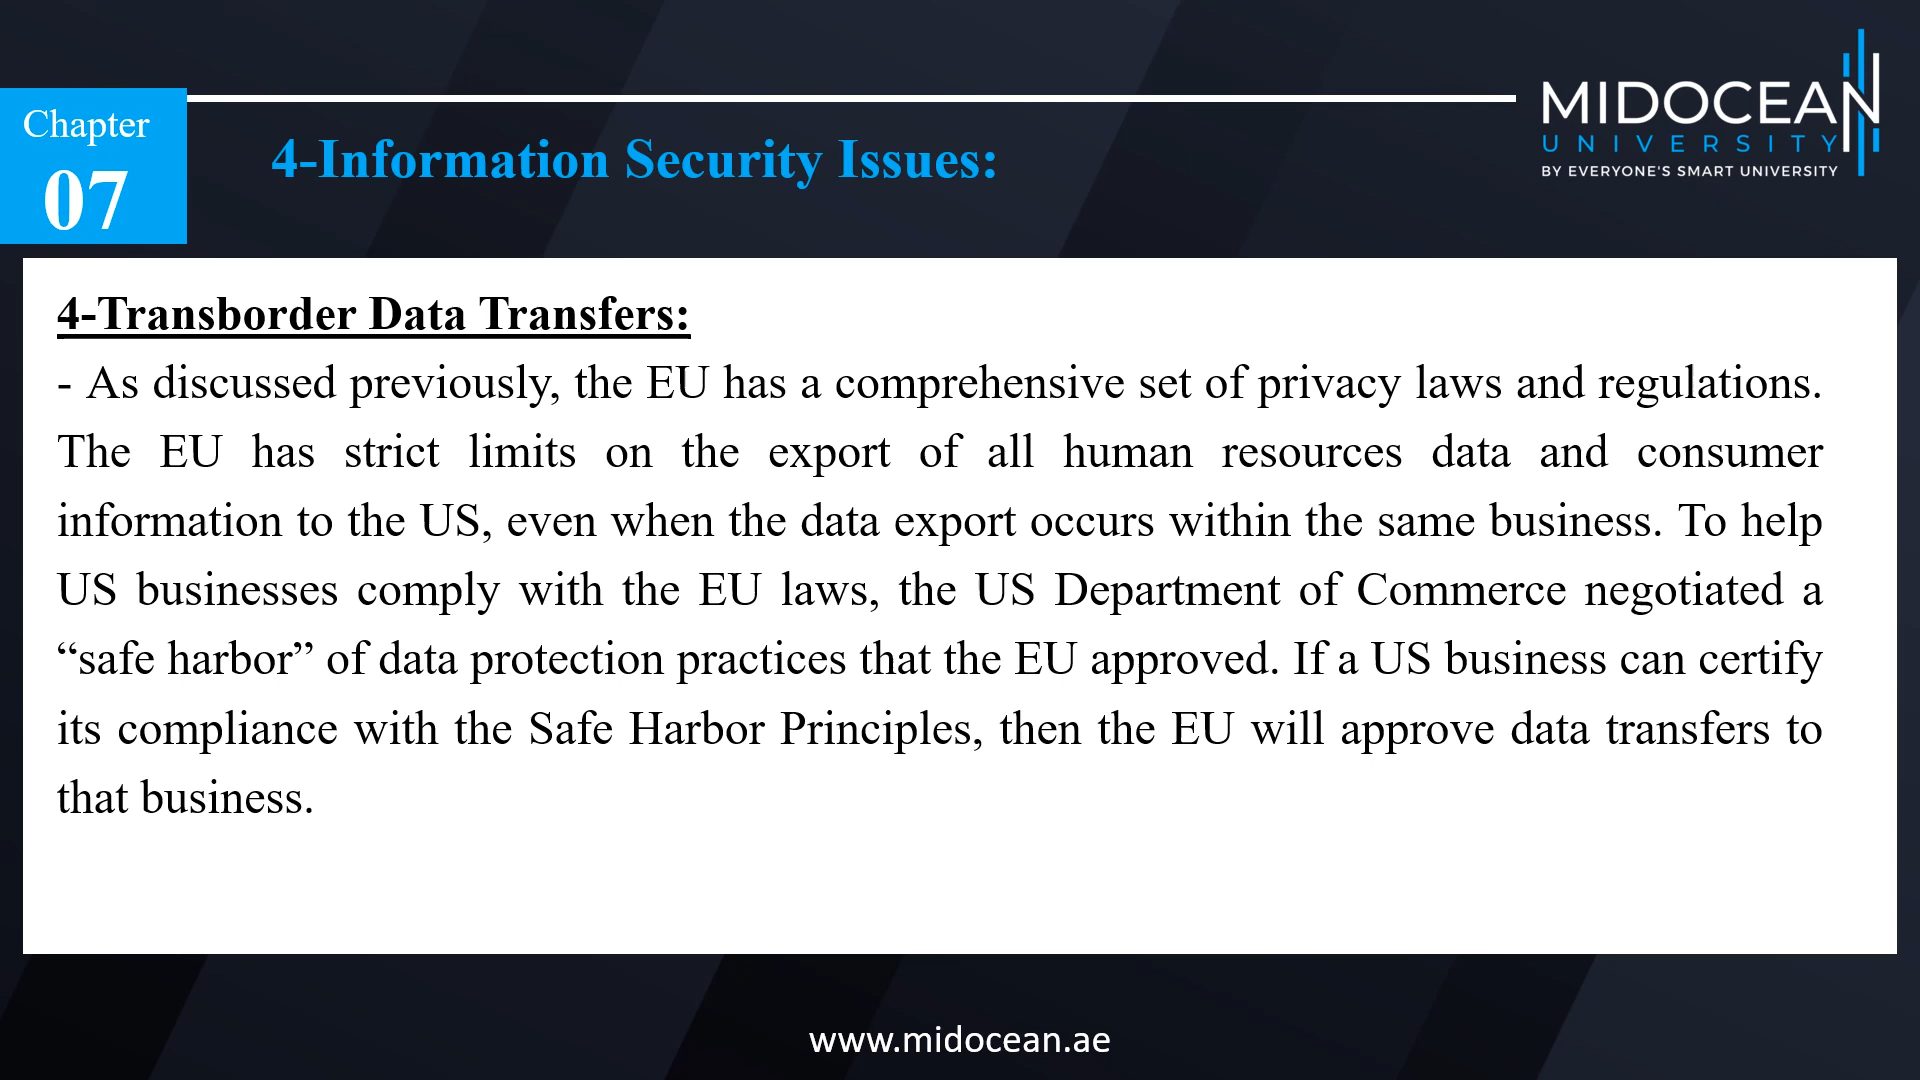 Chapter
07
4-Information Security Issues:
MIDOCEAN
UNIVERSITY
BY EVERYONE'S SMART UNIVERSITY
4-Transborder Data Transfers:
- As discussed previously, the EU has a comprehensive set of privacy laws and regulations.
The EU has strict limits on the export of all human resources data and consumer
information to the US, even when the data export occurs within the same business. To help
US businesses comply with the EU laws, the US Department of Commerce negotiated a
“safe harbor” of data protection practices that the EU approved. If a US business can certify
its compliance with the Safe Harbor Principles, then the EU will approve data transfers to
that business.
www.midocean.ae